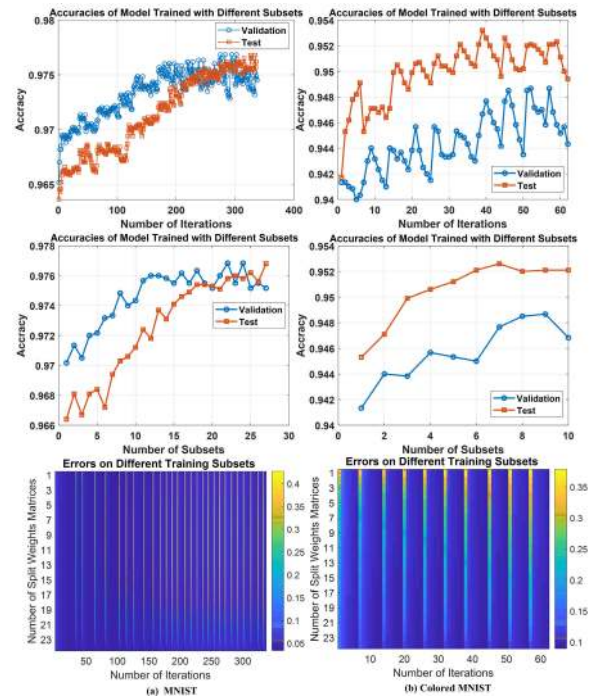 Accuracies of Model Trained with Different Subsets
0.98
0.975
0.97
0.965
Accracy
Validation
Test
0 100 200 300 400
Number of Iterations
Accuracies of Model Trained with Different Subsets
0.954
0.952
0.95
0.948
0.946
0.944
0.942
0.94
Accracy
Validation
Test
0 10 20 30 40 50 60
Number of Iterations
Accuracies of Model Trained with Different Subsets
0.978
0.976
0.974
0.972
0.97
0.968
0.966
Accracy
Validation
Test
0 5 10 15 20 25 30
Number of Subsets
Accuracies of Model Trained with Different Subsets
0.954
0.952
0.95
0.948
0.946
0.944
0.942
0.94
Accracy
Validation
Test
0 2 4 6 8 10
Number of Subsets
Errors on Different Training Subsets
Number of Split Weights Matrices
1
3
5
7
9
11
13
15
17
19
21
23
50 100 150 200 250 300
Number of Iterations
0.4
0.35
0.3
0.25
0.2
0.15
0.1
0.05
(a) MNIST
Errors on Different Training Subsets
Number of Split Weights Matrices
1
3
5
7
9
11
13
15
17
19
21
23
10 20 30 40 50 60
Number of Iterations
0.35
0.3
0.25
0.2
0.15
0.1
(b) Colored MNIST